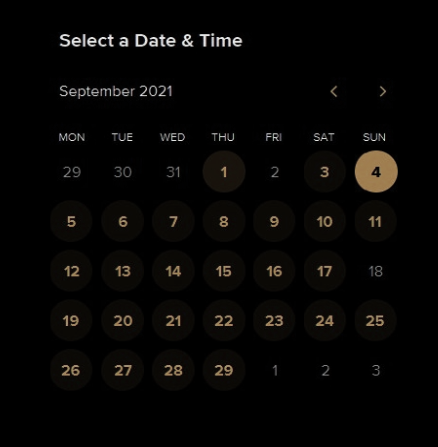 Select a Date & Time
September 2021
MON TUE WED THU FRI SAT SUN
29 30 31 1 2 3 4
5 6 7 8 9 10 11
12 13 14 15 16 17 18
19 20 21 22 23 24 25
26 27 28 29 1 2 3